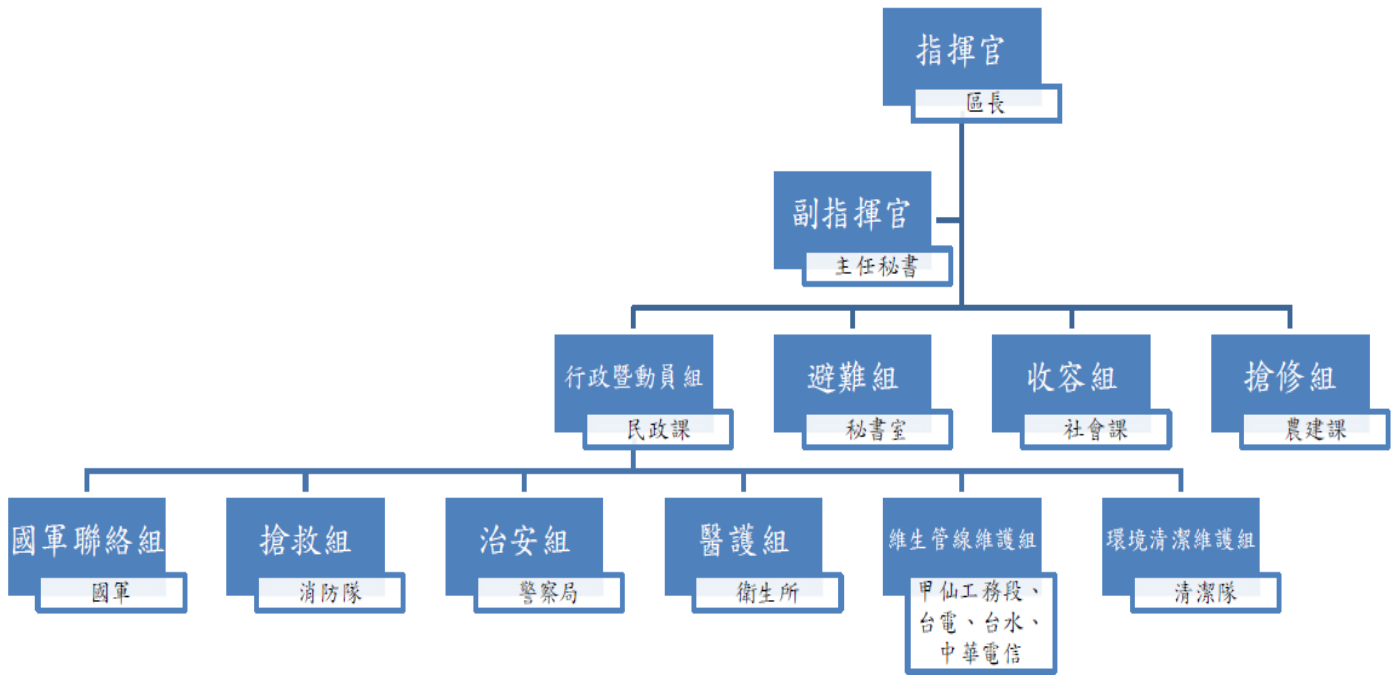 指揮官
區長
副指揮官
主任秘書
行政暨動員組
民政課
避難組
秘書室
收容組
社會課
搶修組
農建課
國軍聯絡組
國軍
搶救組
消防隊
治安組
警察局
醫護組
衛生所
維生管線維護組
甲仙工務段、
台電、台水、
中華電信
環境清潔維護組
清潔隊